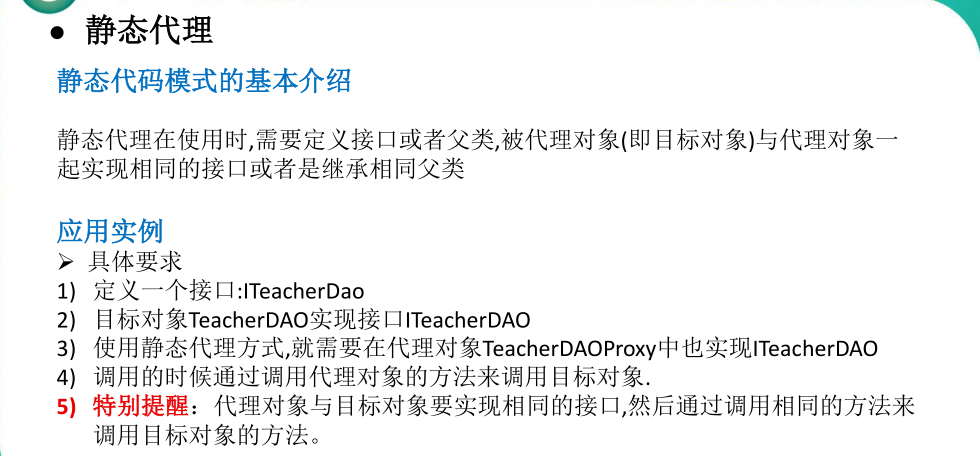 ● 静态代理
静态代码模式的基本介绍
静态代理在使用时,需要定义接口或者父类,被代理对象(即目标对象)与代理对象一
起实现相同的接口或者是继承相同父类
应用实例
➢ 具体要求
1) 定义一个接口:ITeacherDao
2) 目标对象TeacherDAO实现接口ITeacherDAO
3) 使用静态代理方式,就需要在代理对象TeacherDAOProxy中也实现ITeacherDAO
4) 调用的时候通过调用代理对象的方法来调用目标对象.
5) 特别提醒：代理对象与目标对象要实现相同的接口,然后通过调用相同的方法来
调用目标对象的方法。